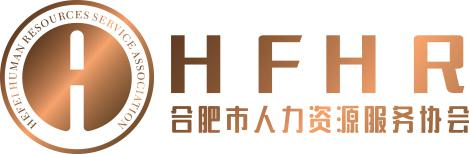 HEFEI HUMAN RESOURCES SERVICE ASSOCIATION
H
HFHR
合肥市人力资源服务协会